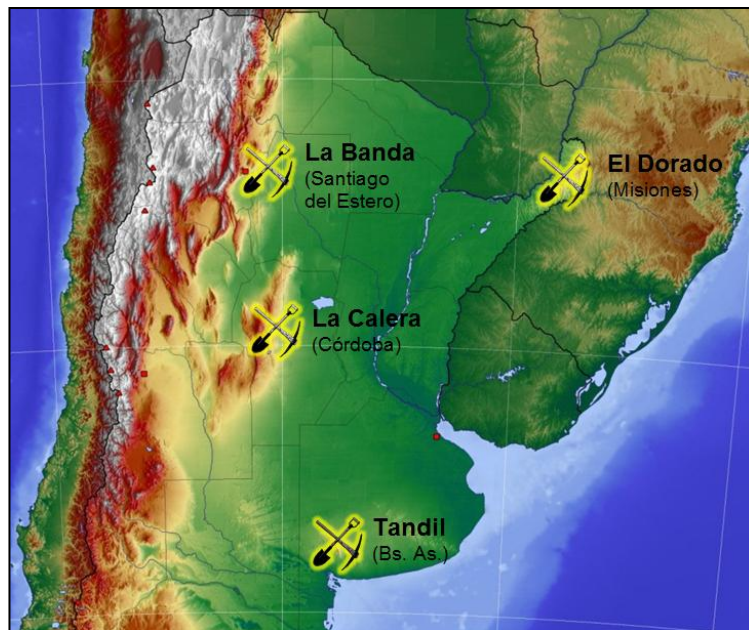 La Banda
(Santiago
del Estero)
El Dorado
(Misiones)
La Calera
(Córdoba)
Tandil
(Bs. As.)